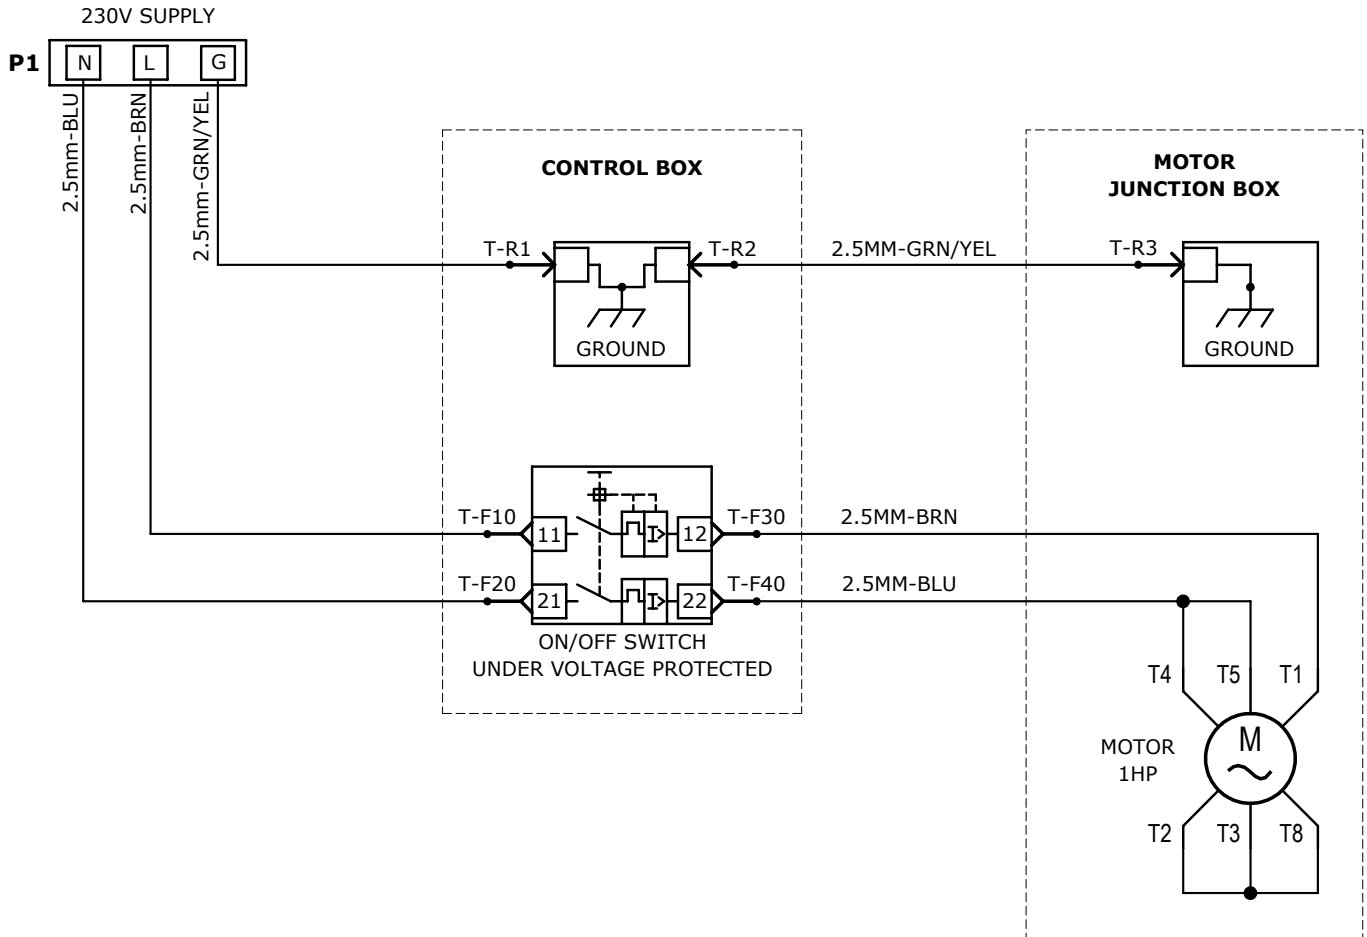 230V SUPPLY
P1 N L G
2.5mm-BLU
2.5mm-BRN
2.5mm-GRN/YEL
CONTROL BOX
MOTOR
JUNCTION BOX
T-R1
T-R2
2.5MM-GRN/YEL
T-R3
GROUND
GROUND
T-F10
11
12
T-F30
2.5MM-BRN
T-F20
21
22
T-F40
2.5MM-BLU
ON/OFF SWITCH
UNDER VOLTAGE PROTECTED
T4 T5 T1
M
MOTOR
1HP
T2 T3 T8